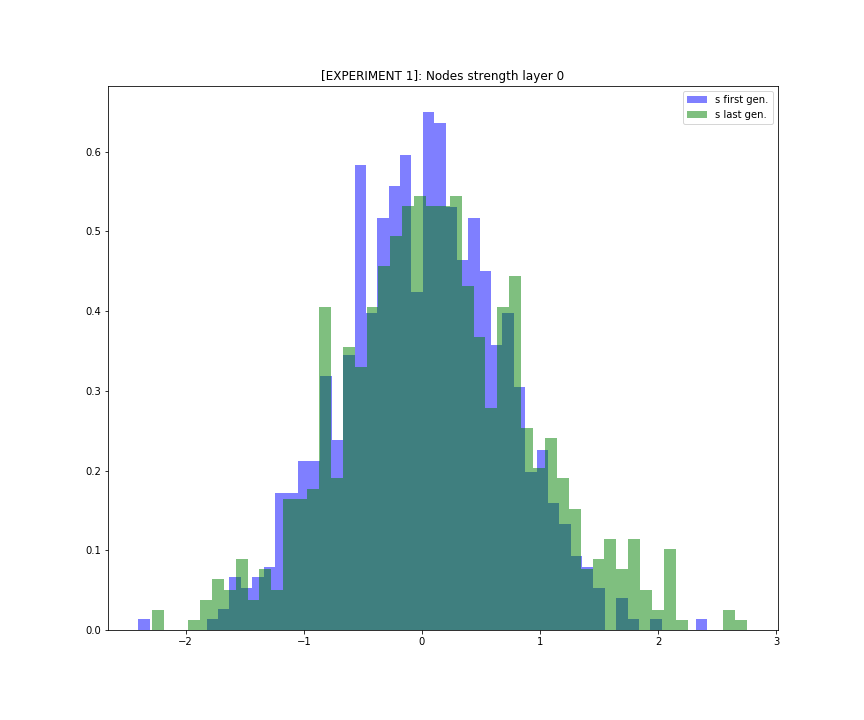 [EXPERIMENT 1]: Nodes strength layer 0
s first gen.
s last gen.
0.6
0.5
0.4
0.3
0.2
0.1
0.0
−2 −1 0 1 2 3